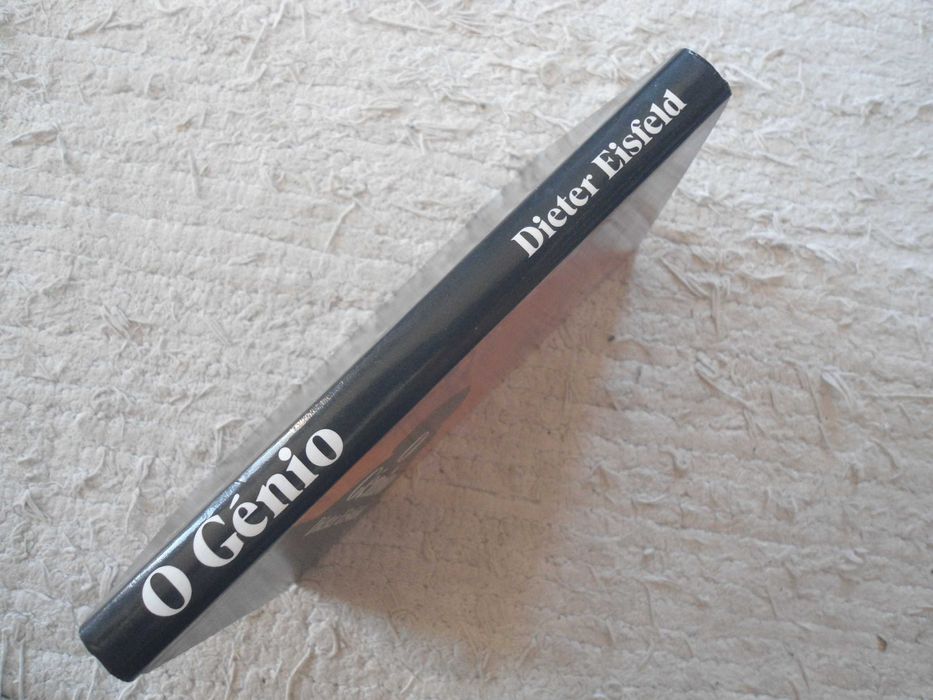 O Génio
Dieter Eisfeld